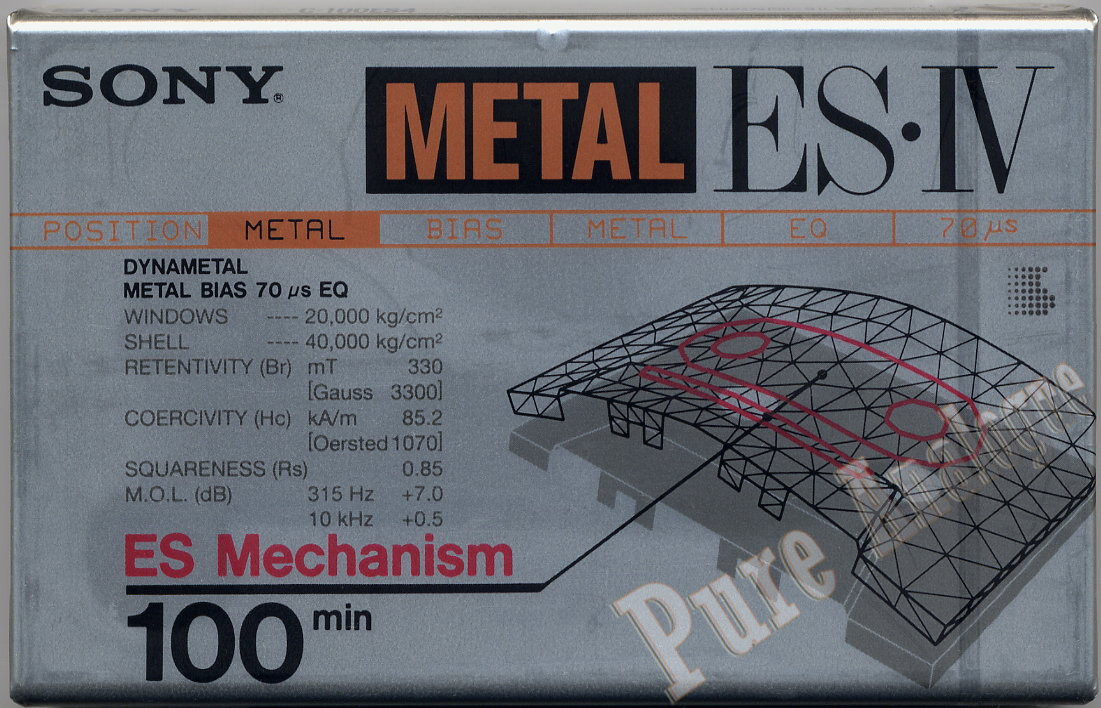 SONY®
METAL ES·IV
POSITION METAL BIAS METAL EQ 70 µs
DYNAMETAL
METAL BIAS 70 µs EQ
WINDOWS ---- 20,000 kg/cm²
SHELL ---- 40,000 kg/cm²
RETENTIVITY (Br) mT 330
[Gauss 3300]
COERCIVITY (Hc) kA/m 85.2
[Oersted 1070]
SQUARENESS (Rs) 0.85
M.O.L. (dB) 315 Hz +7.0
10 kHz +0.5
ES Mechanism
100 min
Pure Analogue